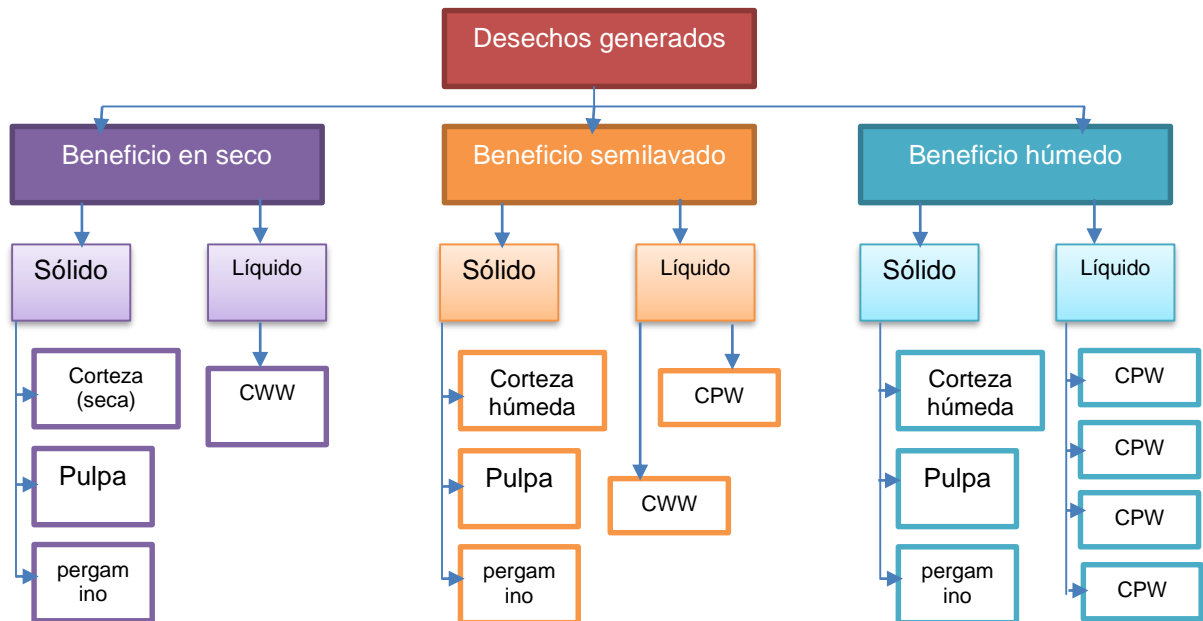 Desechos generados
Beneficio en seco
Beneficio semilavado
Beneficio húmedo
Sólido
Líquido
Sólido
Líquido
Sólido
Líquido
Corteza
(seca)
CWW
Corteza
húmeda
CPW
Corteza
húmeda
CPW
Pulpa
Pulpa
CWW
Pulpa
CPW
CPW
pergam
ino
pergam
ino
pergam
ino
CPW